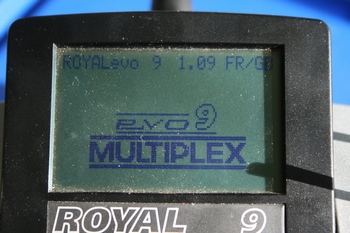 ROYALevo 9 1.09 FR/GB
evo 9
MULTIPLEX
ROYAL 9